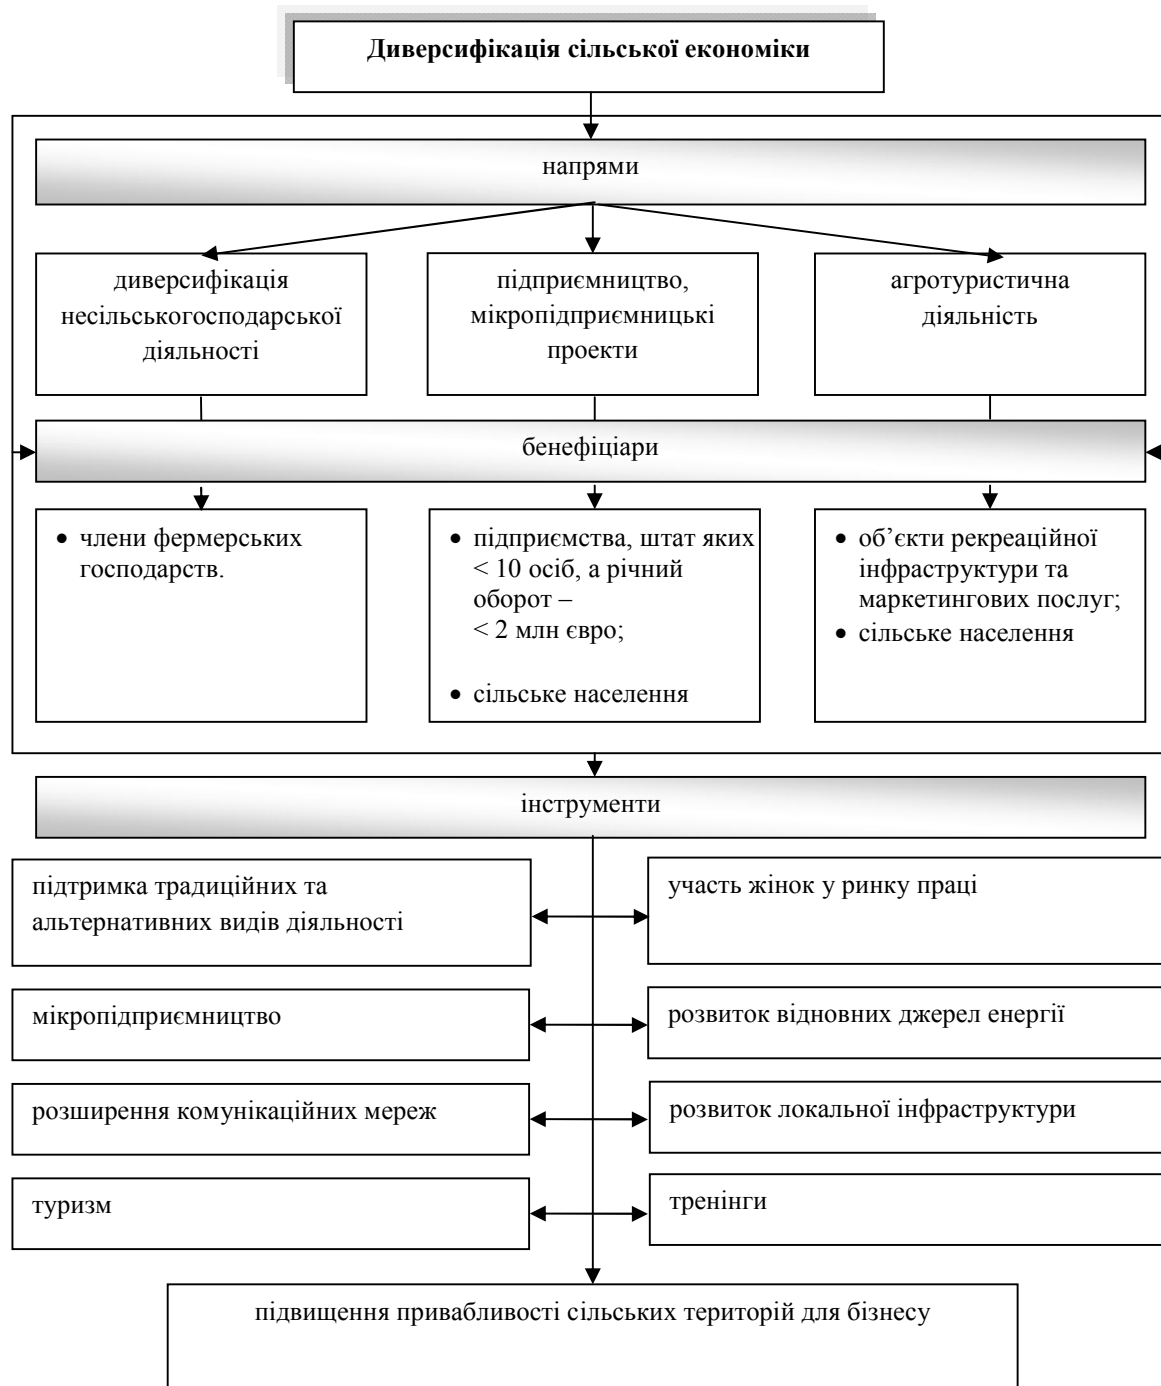 Диверсифікація сільської економіки
напрями
диверсифікація
несільськогосподарської
діяльності
підприємництво,
мікропідприємницькі
проекти
агротуристична
діяльність
бенефіціари
• члени фермерських
господарств.
• підприємства, штат яких
< 10 осіб, а річний
оборот –
< 2 млн євро;
• сільське населення
• об’єкти рекреаційної
інфраструктури та
маркетингових послуг;
• сільське населення
інструменти
підтримка традиційних та
альтернативних видів діяльності
участь жінок у ринку праці
мікропідприємництво
розвиток відновних джерел енергії
розширення комунікаційних мереж
розвиток локальної інфраструктури
туризм
тренінги
підвищення привабливості сільських територій для бізнесу